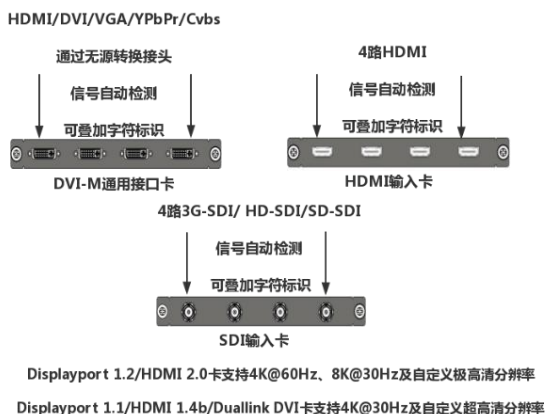 HDMI/DVI/VGA/YPbPr/Cvbs
通过无源转换接头
信号自动检测
可叠加字符标识
DVI-M通用接口卡
4路HDMI
信号自动检测
可叠加字符标识
HDMI输入卡
4路3G-SDI/ HD-SDI/SD-SDI
信号自动检测
可叠加字符标识
SDI输入卡
Displayport 1.2/HDMI 2.0卡支持4K@60Hz、8K@30Hz及自定义极高清分辨率
Displayport 1.1/HDMI 1.4b/Duallink DVI卡支持4K@30Hz及自定义超高清分辨率